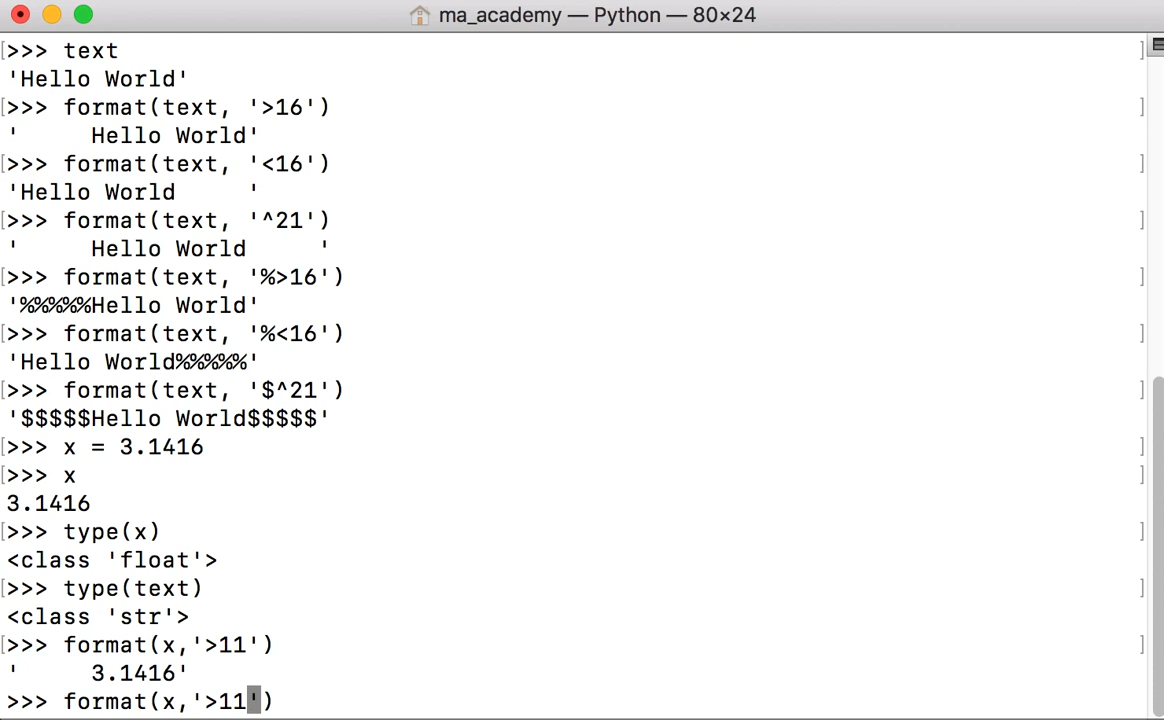 ma_academy — Python — 80×24
[>>> text ]
'Hello World'
[>>> format(text, '>16') ]
'     Hello World'
[>>> format(text, '<16') ]
'Hello World     '
[>>> format(text, '^21') ]
'     Hello World     '
[>>> format(text, '%>16') ]
'%%%%%Hello World'
[>>> format(text, '%<16') ]
'Hello World%%%%%'
[>>> format(text, '$^21') ]
'$$$$$Hello World$$$$$'
[>>> x = 3.1416 ]
[>>> x ]
3.1416
[>>> type(x) ]
<class 'float'>
[>>> type(text) ]
<class 'str'>
[>>> format(x,'>11') ]
'     3.1416'
>>> format(x,'>11')